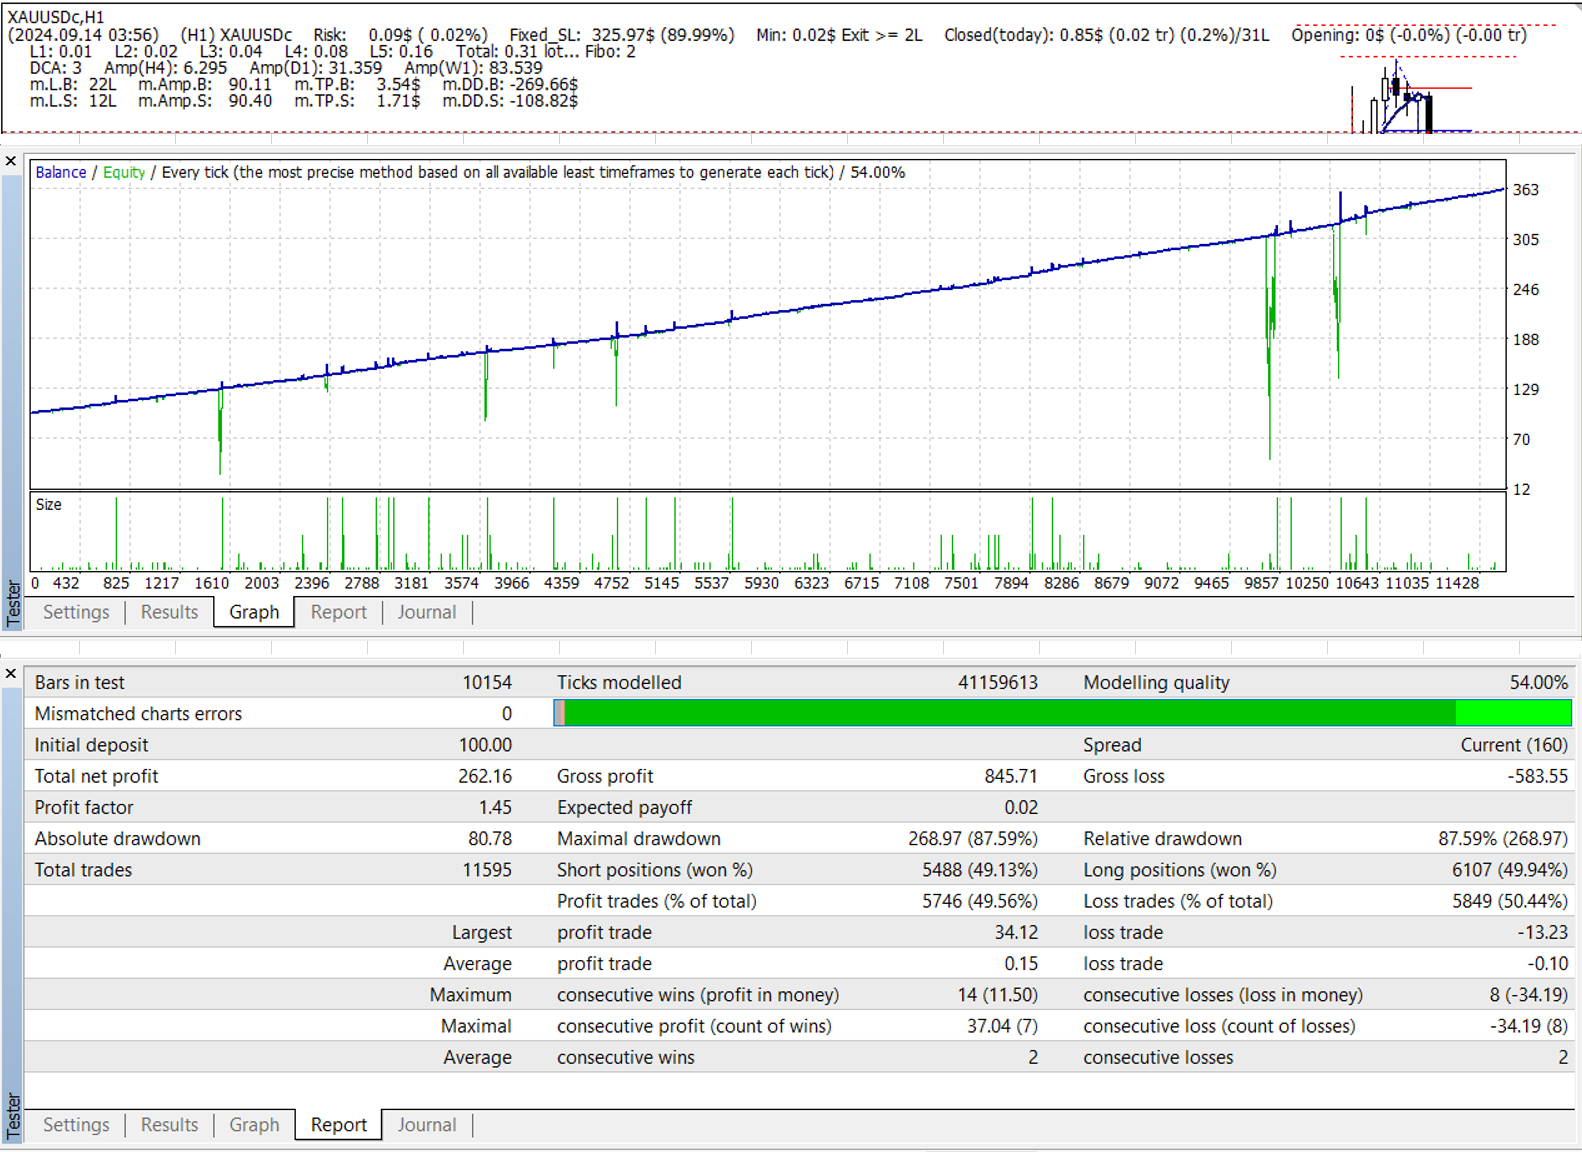 XAUUSDc,H1
(2024.09.14 03:56) (H1) XAUUSDc Risk: 0.09$ ( 0.02%) Fixed_SL: 325.97$ (89.99%) Min: 0.02$ Exit >= 2L Closed(today): 0.85$ (0.02 tr) (0.2%)/31L Opening: 0$ (-0.0%) (-0.00 tr)
L1: 0.01 L2: 0.02 L3: 0.04 L4: 0.08 L5: 0.16 Total: 0.31 lot... Fibo: 2
DCA: 3 Amp(H4): 6.295 Amp(D1): 31.359 Amp(W1): 83.539
m.L.B: 22L m.Amp.B: 90.11 m.TP.B: 3.54$ m.DD.B: -269.66$
m.L.S: 12L m.Amp.S: 90.40 m.TP.S: 1.71$ m.DD.S: -108.82$
Balance / Equity / Every tick (the most precise method based on all available least timeframes to generate each tick) / 54.00%
363
305
246
188
129
70
12
Size
0 432 825 1217 1610 2003 2396 2788 3181 3574 3966 4359 4752 5145 5537 5930 6323 6715 7108 7501 7894 8286 8679 9072 9465 9857 10250 10643 11035 11428
Tester
Settings Results Graph Report Journal
Bars in test 10154 Ticks modelled 41159613 Modelling quality 54.00%
Mismatched charts errors 0
Initial deposit 100.00 Spread Current (160)
Total net profit 262.16 Gross profit 845.71 Gross loss -583.55
Profit factor 1.45 Expected payoff 0.02
Absolute drawdown 80.78 Maximal drawdown 268.97 (87.59%) Relative drawdown 87.59% (268.97)
Total trades 11595 Short positions (won %) 5488 (49.13%) Long positions (won %) 6107 (49.94%)
Profit trades (% of total) 5746 (49.56%) Loss trades (% of total) 5849 (50.44%)
Largest profit trade 34.12 loss trade -13.23
Average profit trade 0.15 loss trade -0.10
Maximum consecutive wins (profit in money) 14 (11.50) consecutive losses (loss in money) 8 (-34.19)
Maximal consecutive profit (count of wins) 37.04 (7) consecutive loss (count of losses) -34.19 (8)
Average consecutive wins 2 consecutive losses 2
Tester
Settings Results Graph Report Journal